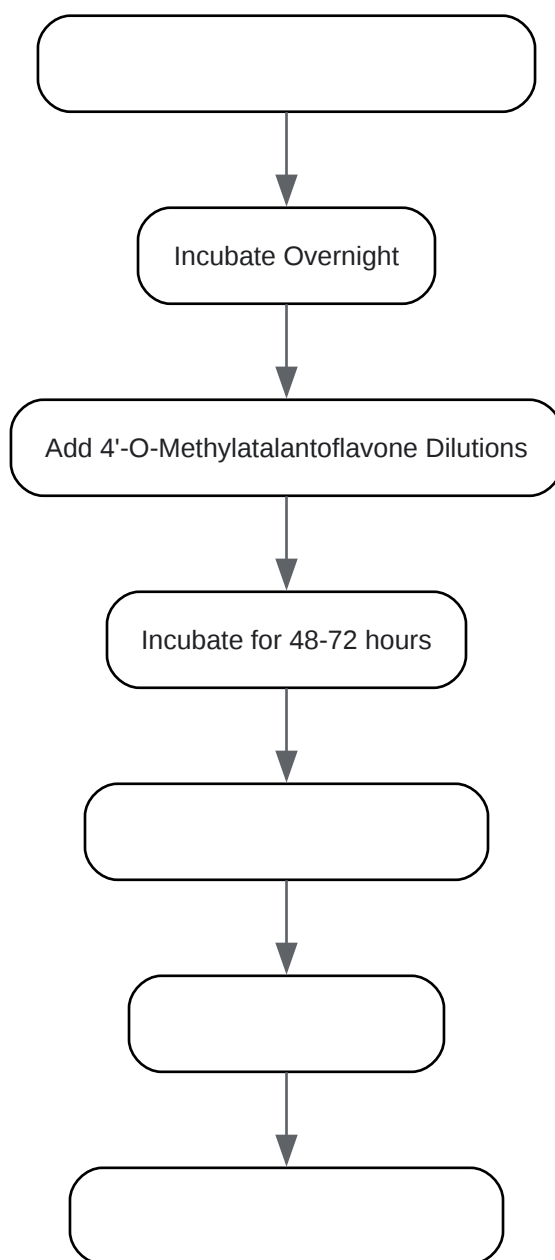 Incubate Overnight
Add 4'-O-Methylatalantoflavone Dilutions
Incubate for 48-72 hours